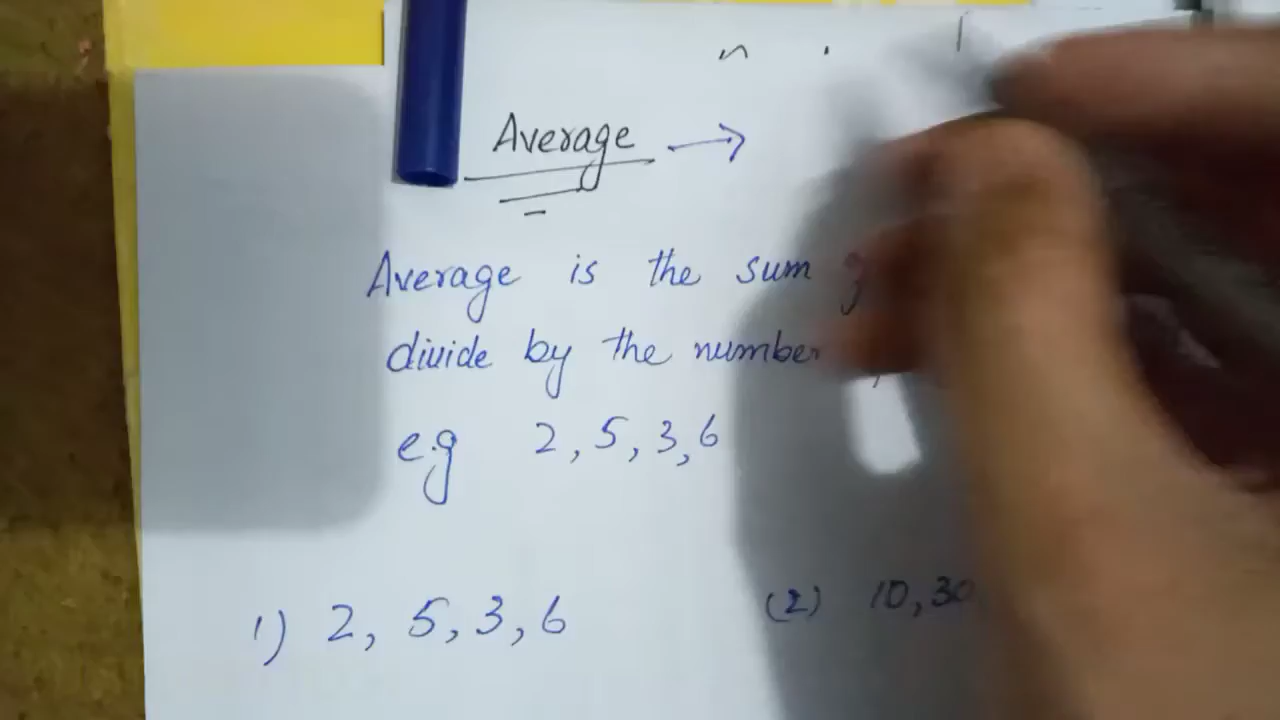 Average →
Average is the sum
divide by the number
e.g 2, 5, 3, 6
1) 2, 5, 3, 6
(2) 10, 30